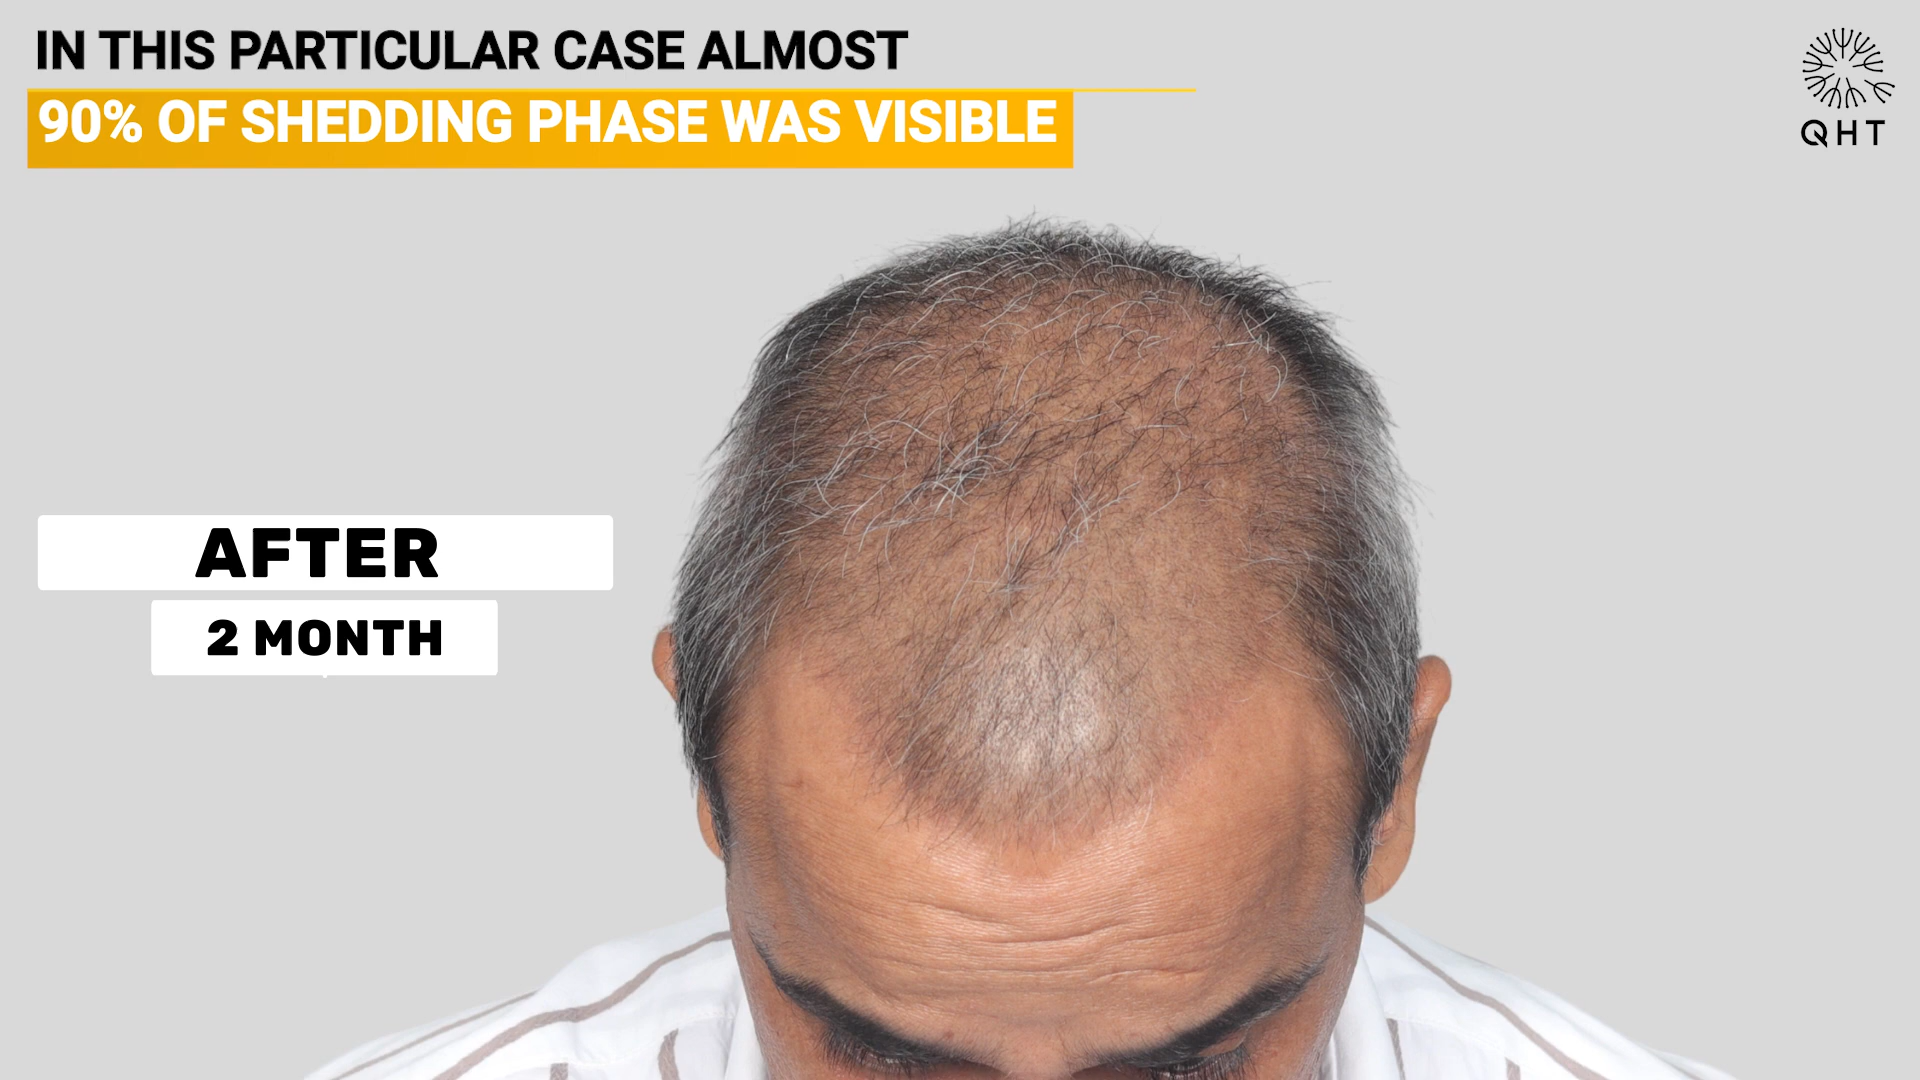 IN THIS PARTICULAR CASE ALMOST
90% OF SHEDDING PHASE WAS VISIBLE
QHT
AFTER
2 MONTH